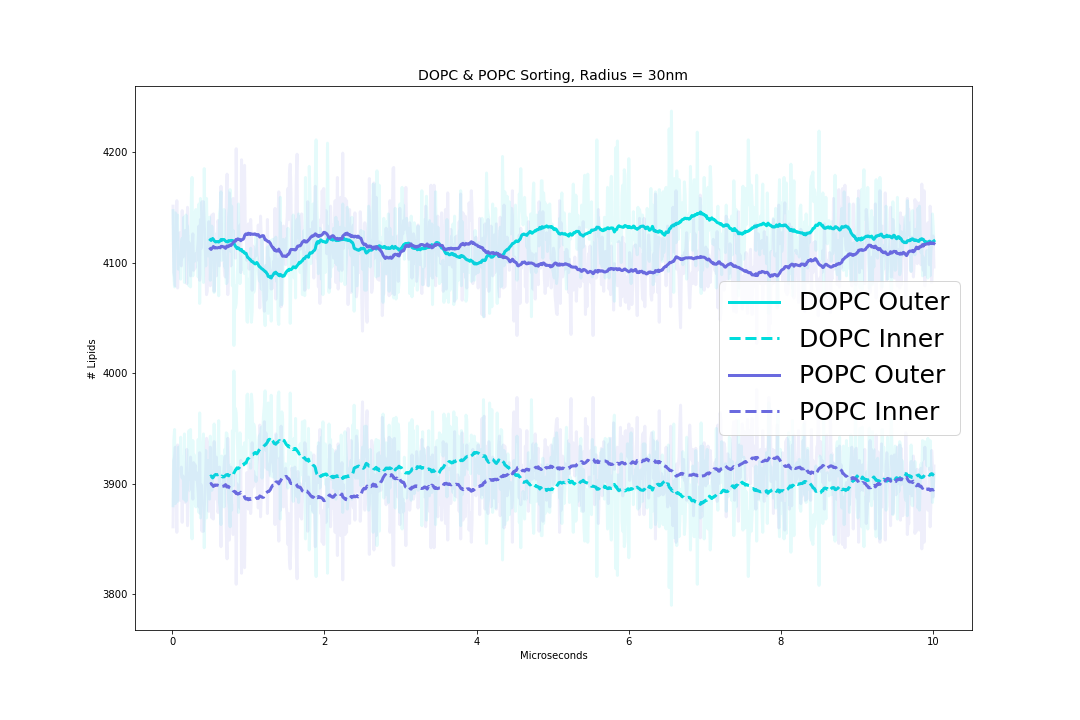 DOPC & POPC Sorting, Radius = 30nm
4200
4100
4000
3900
3800
# Lipids
DOPC Outer
DOPC Inner
POPC Outer
POPC Inner
0 2 4 6 8 10
Microseconds